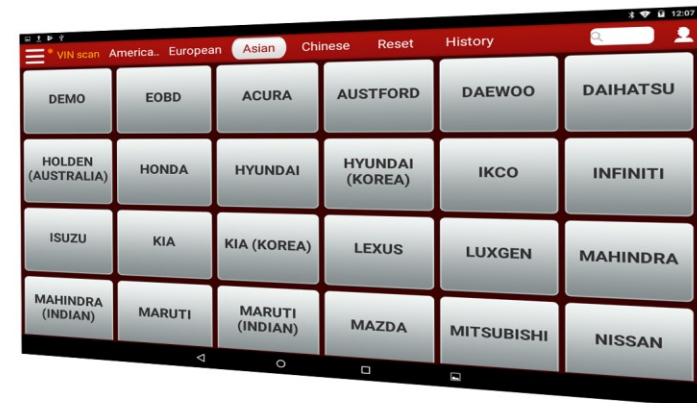 12:07
VIN scan America.. European Asian Chinese Reset History
DEMO EOBD ACURA AUSTFORD DAEWOO DAIHATSU
HOLDEN
(AUSTRALIA)
HONDA HYUNDAI
HYUNDAI
(KOREA)
IKCO INFINITI
ISUZU KIA KIA (KOREA) LEXUS LUXGEN MAHINDRA
MAHINDRA
(INDIAN)
MARUTI
MARUTI
(INDIAN)
MAZDA MITSUBISHI NISSAN